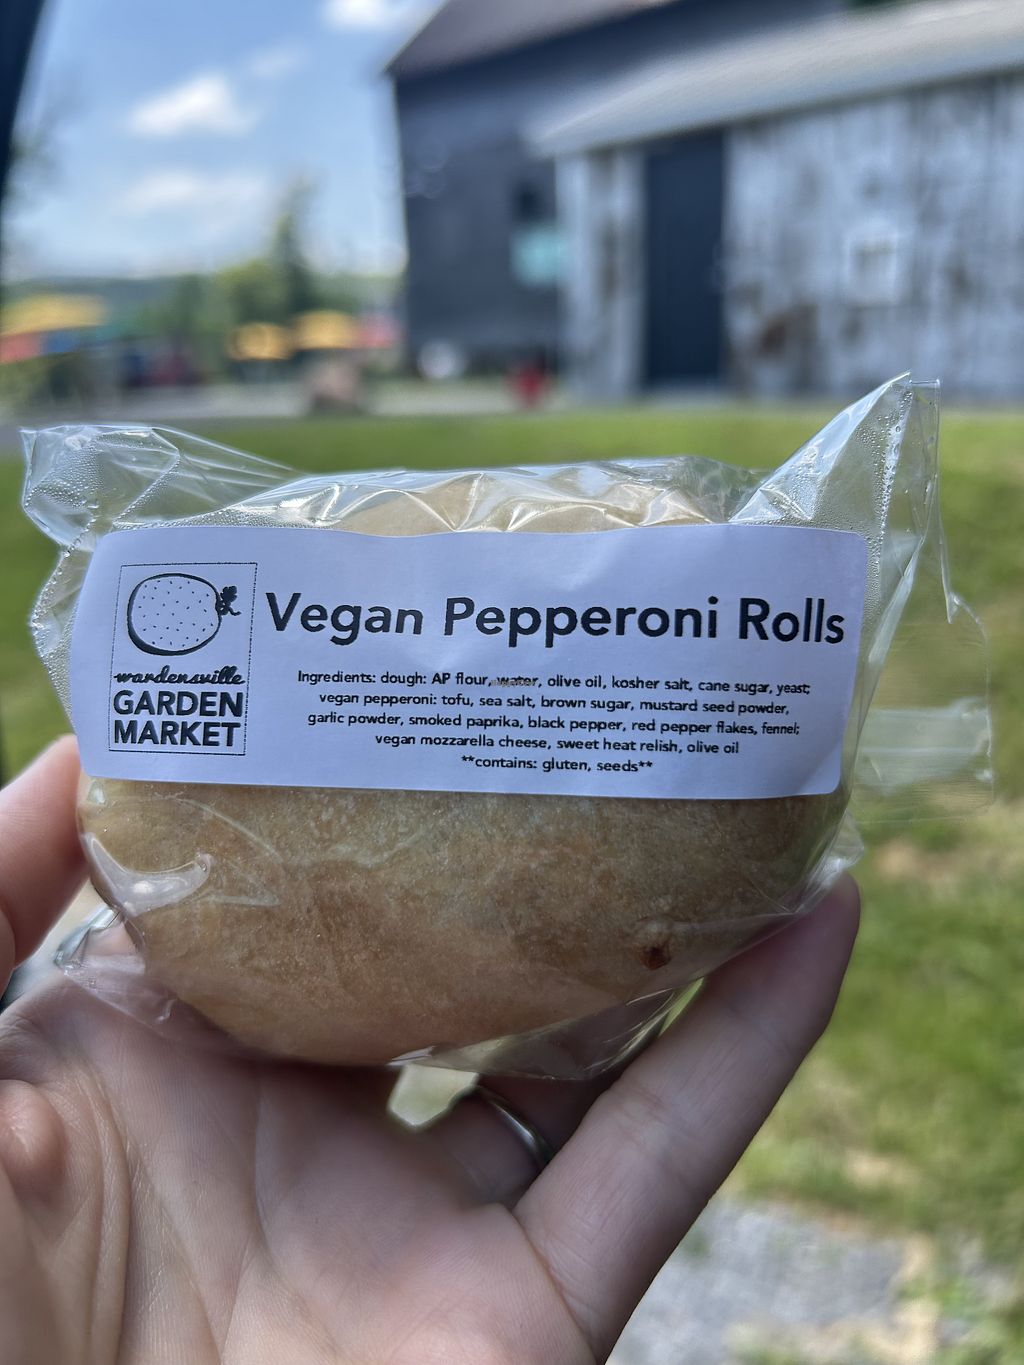 Vegan Pepperoni Rolls
wardensville
GARDEN
MARKET
Ingredients: dough: AP flour, water, olive oil, kosher salt, cane sugar, yeast;
vegan pepperoni: tofu, sea salt, brown sugar, mustard seed powder,
garlic powder, smoked paprika, black pepper, red pepper flakes, fennel;
vegan mozzarella cheese, sweet heat relish, olive oil
**contains: gluten, seeds**